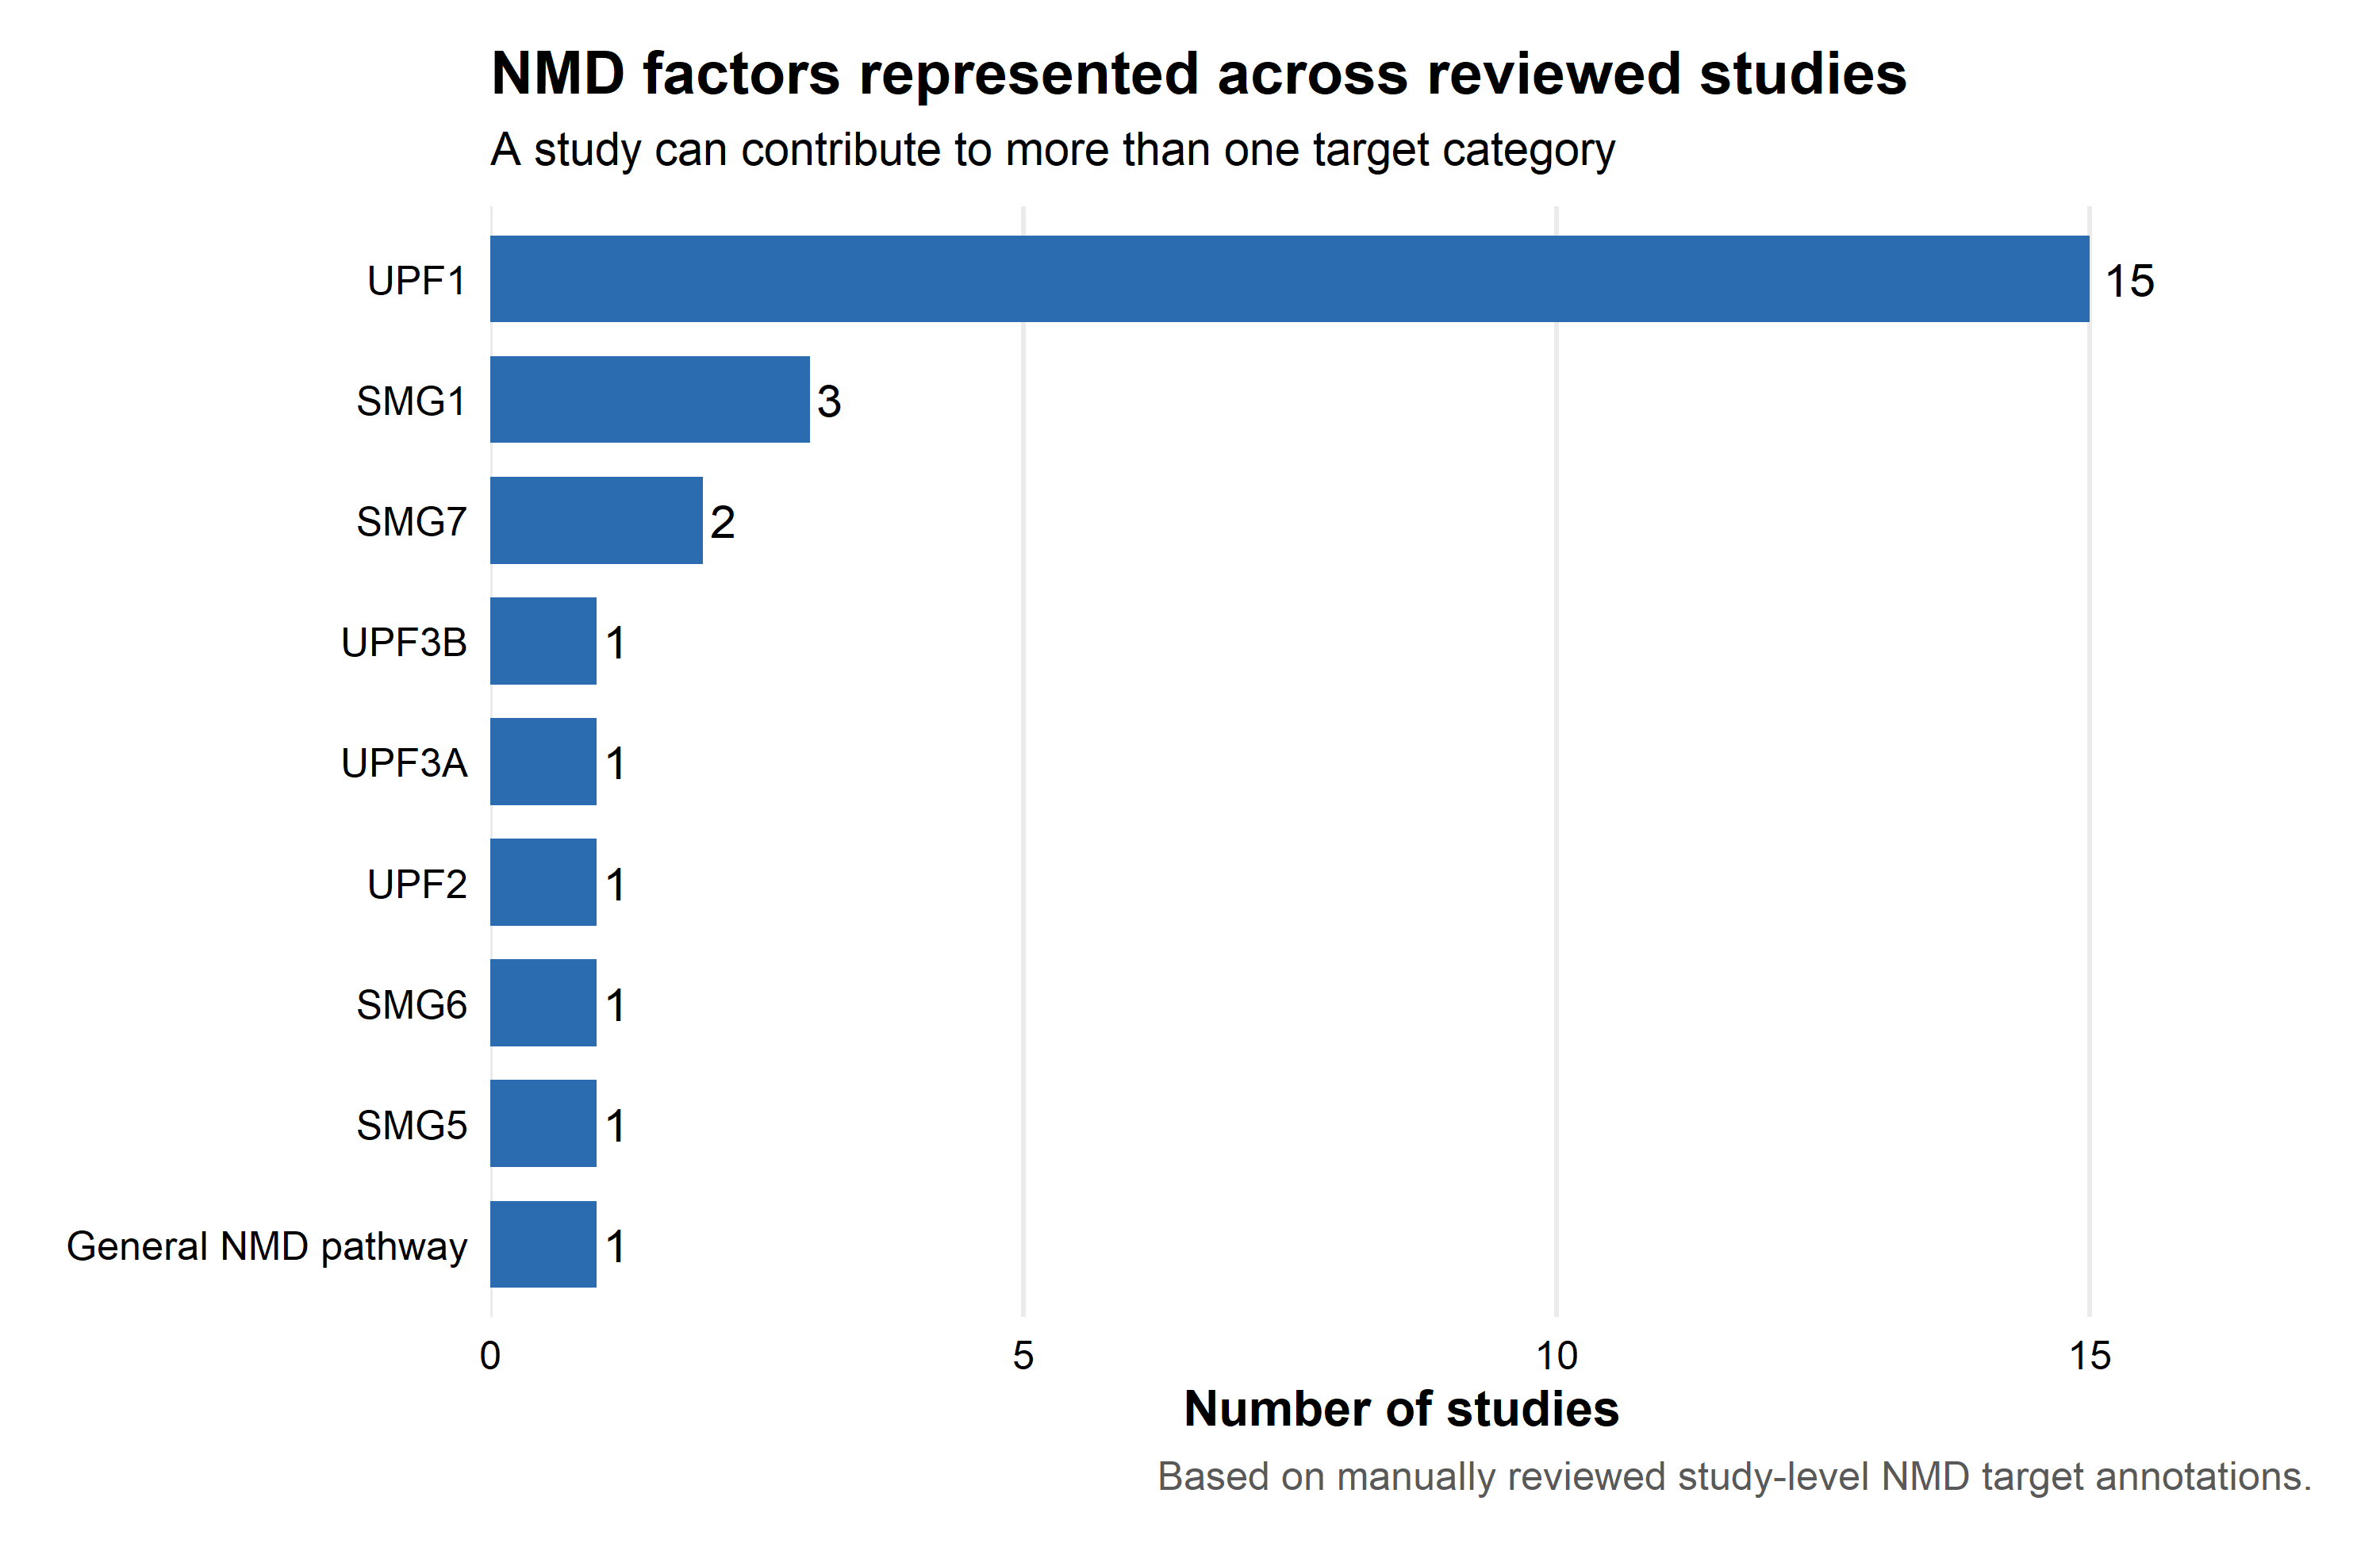 NMD factors represented across reviewed studies
A study can contribute to more than one target category
UPF1 15
SMG1 3
SMG7 2
UPF3B 1
UPF3A 1
UPF2 1
SMG6 1
SMG5 1
General NMD pathway 1
0 5 10 15
Number of studies
Based on manually reviewed study-level NMD target annotations.